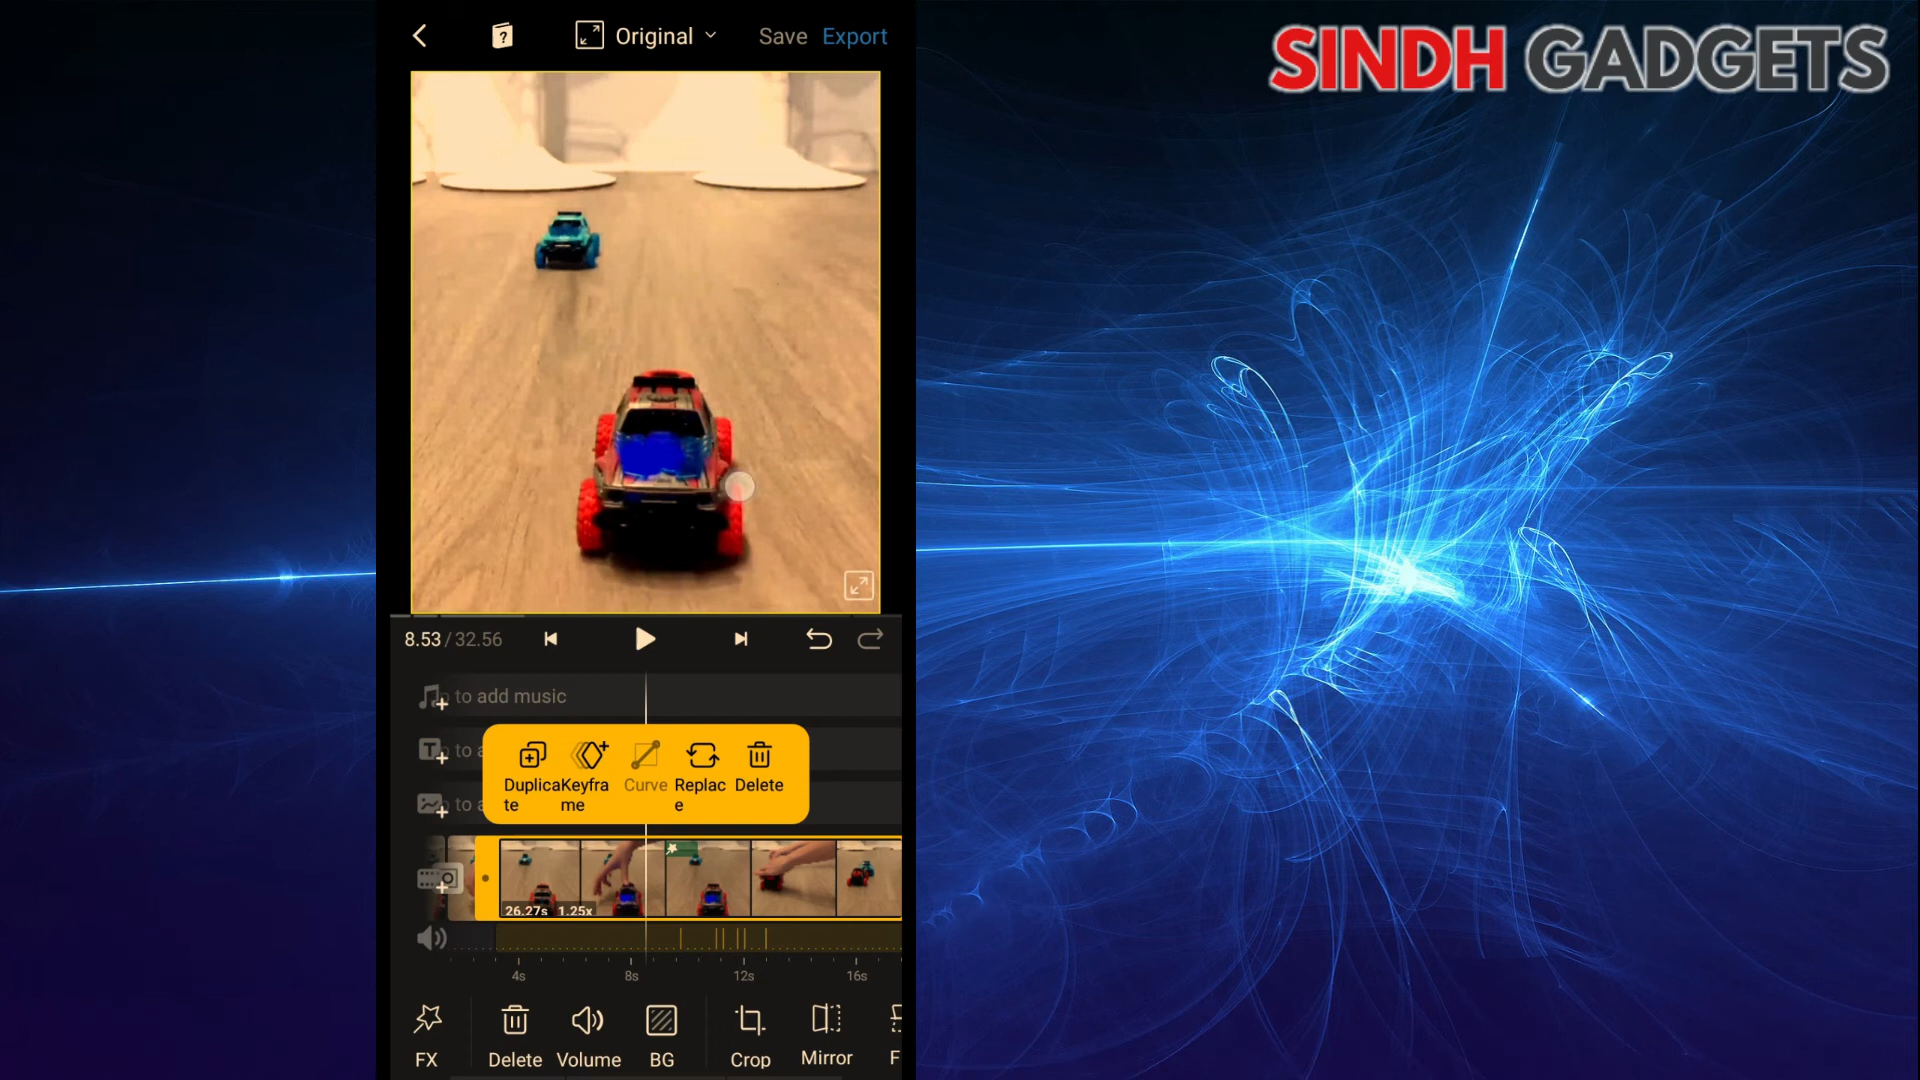 SINDH GADGETS
Original
Save
Export
8.53 / 32.56
to add music
to a
to a
Duplica
te
Keyfra
me
Curve
Replac
e
Delete
26.27s 1.25x
4s 8s 12s 16s
FX
Delete
Volume
BG
Crop
Mirror
F